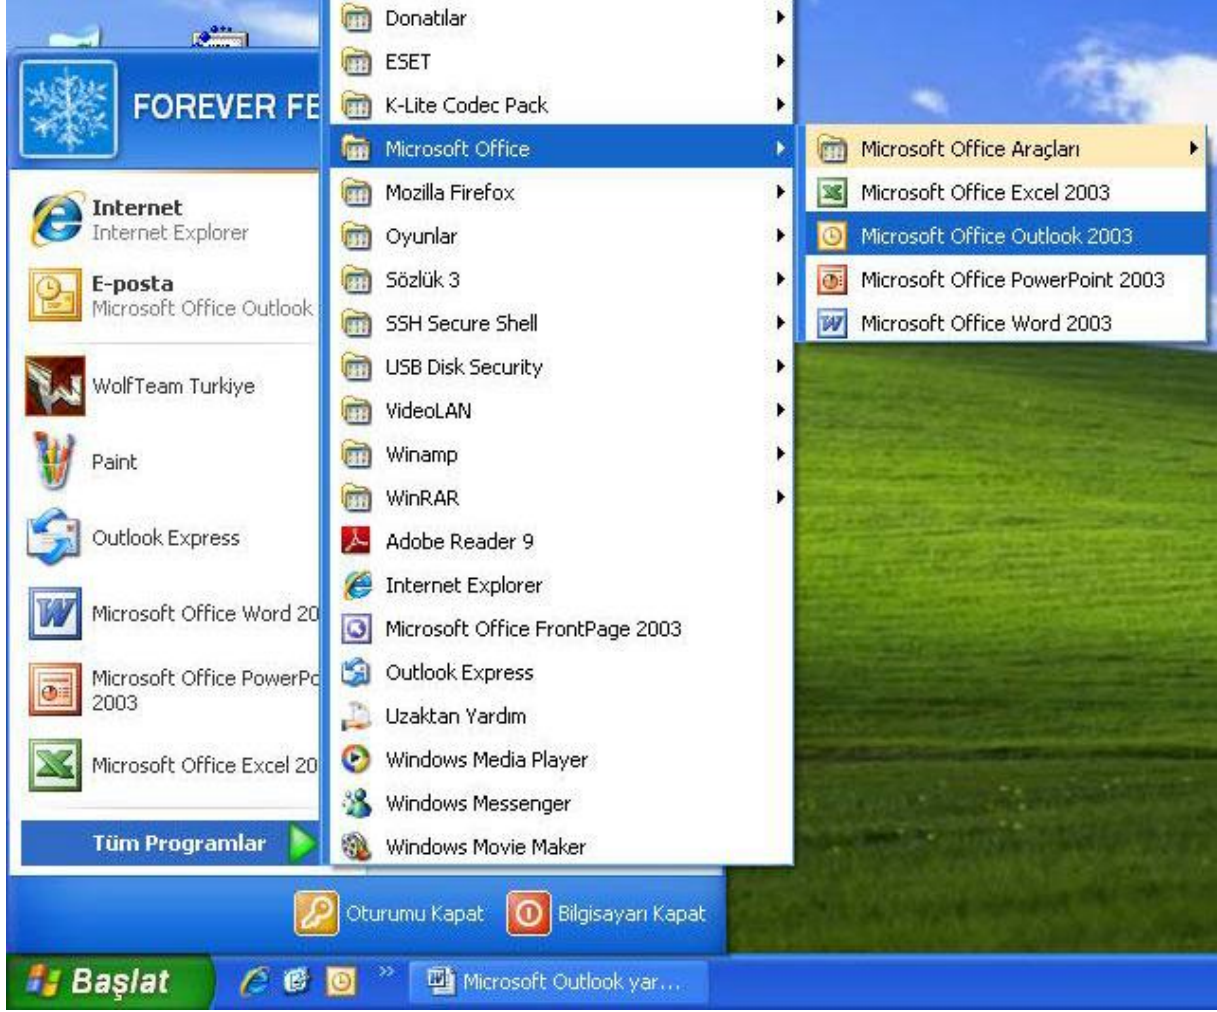 FOREVER FE
Internet
Internet Explorer
E-posta
Microsoft Office Outlook
WolfTeam Turkiye
Paint
Outlook Express
Microsoft Office Word 20
Microsoft Office PowerPo
2003
Microsoft Office Excel 20
Tüm Programlar
Donatılar
ESET
K-Lite Codec Pack
Microsoft Office
Mozilla Firefox
Oyunlar
Sözlük 3
SSH Secure Shell
USB Disk Security
VideoLAN
Winamp
WinRAR
Adobe Reader 9
Internet Explorer
Microsoft Office FrontPage 2003
Outlook Express
Uzaktan Yardım
Windows Media Player
Windows Messenger
Windows Movie Maker
Microsoft Office Araçları
Microsoft Office Excel 2003
Microsoft Office Outlook 2003
Microsoft Office PowerPoint 2003
Microsoft Office Word 2003
Oturumu Kapat
Bilgisayarı Kapat
Başlat
Microsoft Outlook yar...